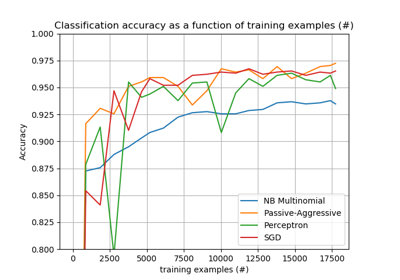 Classification accuracy as a function of training examples (#)
1.000
0.975
0.950
0.925
0.900
0.875
0.850
0.825
0.800
Accuracy
NB Multinomial
Passive-Aggressive
Perceptron
SGD
0 2500 5000 7500 10000 12500 15000 17500
training examples (#)